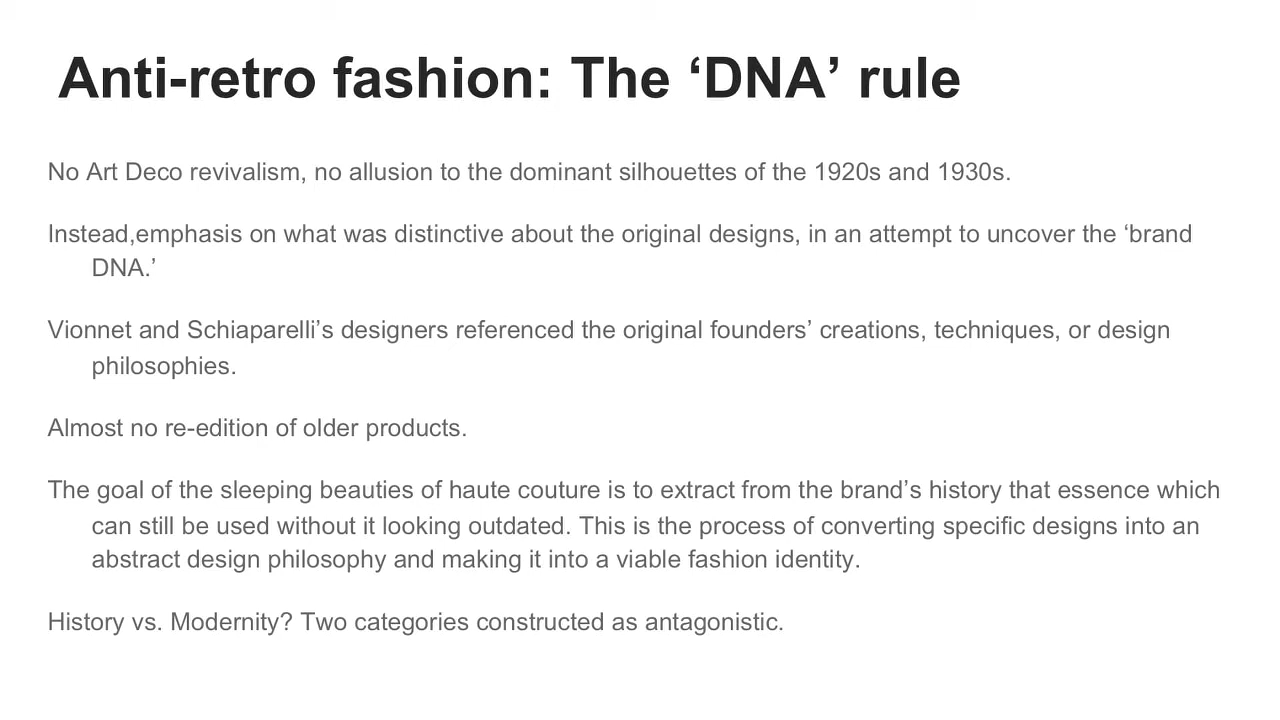 Anti-retro fashion: The ‘DNA’ rule
No Art Deco revivalism, no allusion to the dominant silhouettes of the 1920s and 1930s.
Instead,emphasis on what was distinctive about the original designs, in an attempt to uncover the ‘brand
DNA.’
Vionnet and Schiaparelli’s designers referenced the original founders’ creations, techniques, or design
philosophies.
Almost no re-edition of older products.
The goal of the sleeping beauties of haute couture is to extract from the brand’s history that essence which
can still be used without it looking outdated. This is the process of converting specific designs into an
abstract design philosophy and making it into a viable fashion identity.
History vs. Modernity? Two categories constructed as antagonistic.